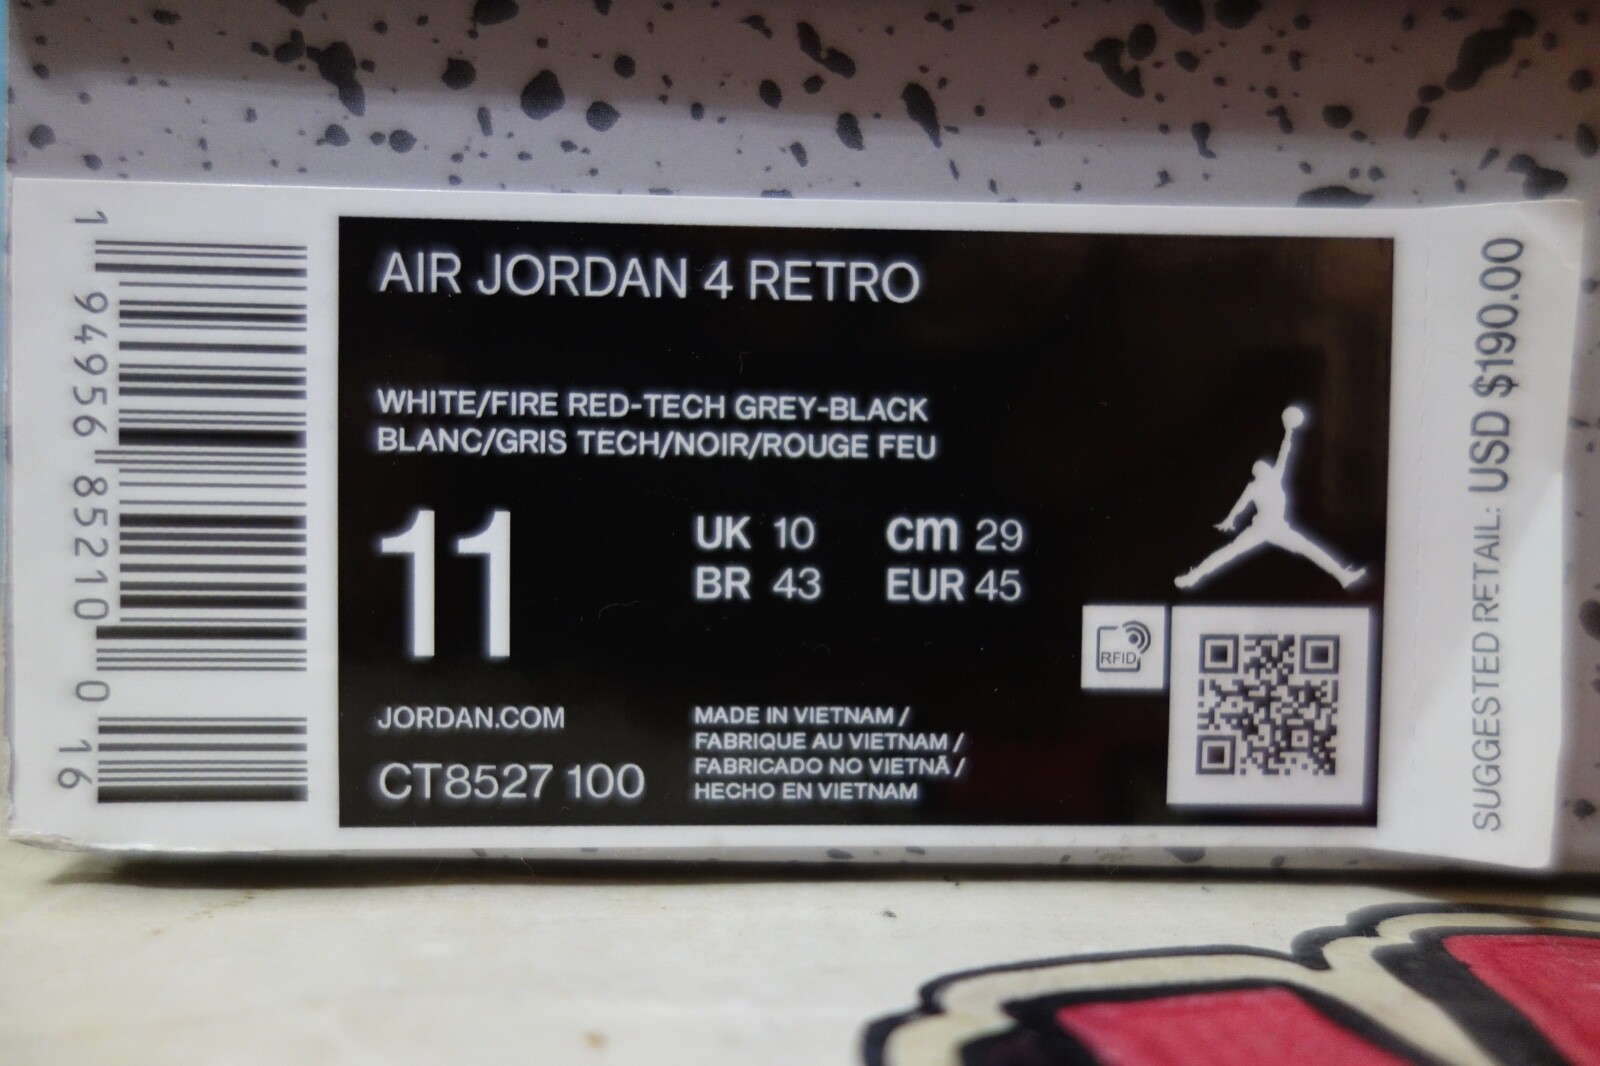 AIR JORDAN 4 RETRO
WHITE/FIRE RED-TECH GREY-BLACK
BLANC/GRIS TECH/NOIR/ROUGE FEU
11
UK 10 cm 29
BR 43 EUR 45
RFID
JORDAN.COM
CT8527 100
MADE IN VIETNAM /
FABRIQUE AU VIETNAM /
FABRICADO NO VIETNÃ /
HECHO EN VIETNAM
1 94956 85210 0 16
SUGGESTED RETAIL: USD $190.00